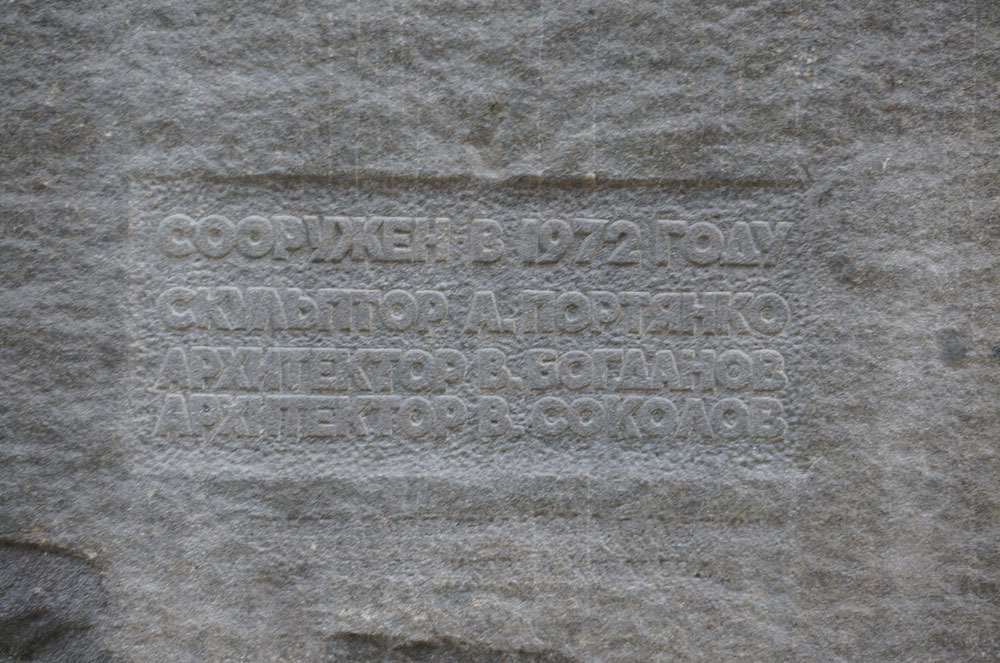 СООРУЖЕН В 1972 ГОДУ
СКУЛЬПТОР А. ПОРТЯНКО
АРХИТЕКТОР В. БОГДАНОВ
АРХИТЕКТОР В. СОКОЛОВ